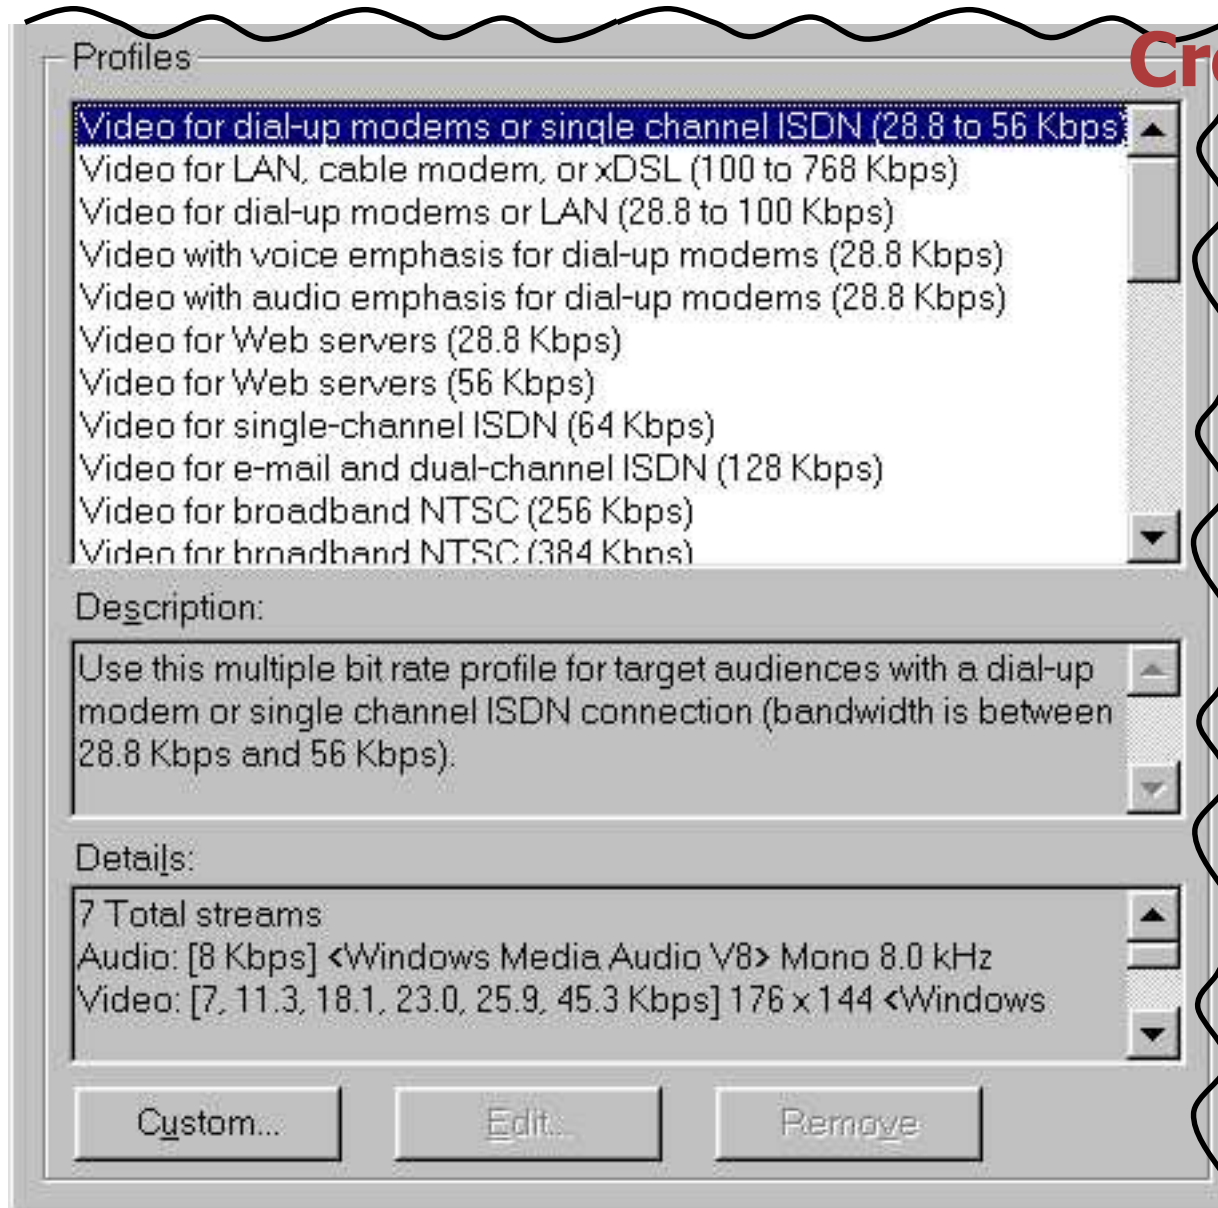 Profiles
Cre
Video for dial-up modems or single channel ISDN (28.8 to 56 Kbps)
Video for LAN, cable modem, or xDSL (100 to 768 Kbps)
Video for dial-up modems or LAN (28.8 to 100 Kbps)
Video with voice emphasis for dial-up modems (28.8 Kbps)
Video with audio emphasis for dial-up modems (28.8 Kbps)
Video for Web servers (28.8 Kbps)
Video for Web servers (56 Kbps)
Video for single-channel ISDN (64 Kbps)
Video for e-mail and dual-channel ISDN (128 Kbps)
Video for broadband NTSC (256 Kbps)
Video for broadband NTSC (384 Kbps)
Description:
Use this multiple bit rate profile for target audiences with a dial-up
modem or single channel ISDN connection (bandwidth is between
28.8 Kbps and 56 Kbps).
Details:
7 Total streams
Audio: [8 Kbps] <Windows Media Audio V8> Mono 8.0 kHz
Video: [7, 11.3, 18.1, 23.0, 25.9, 45.3 Kbps] 176 x 144 <Windows
Custom... Edit... Remove